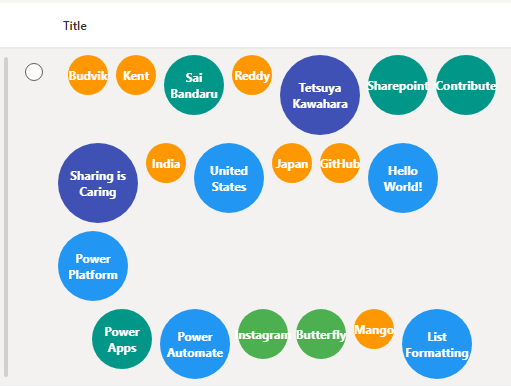 Title
Budvik Kent Sai Bandaru Reddy Tetsuya Kawahara Sharepoint Contribute
Sharing is Caring India United States Japan GitHub Hello World!
Power Platform
Power Apps Power Automate Instagram Butterfly Mango List Formatting